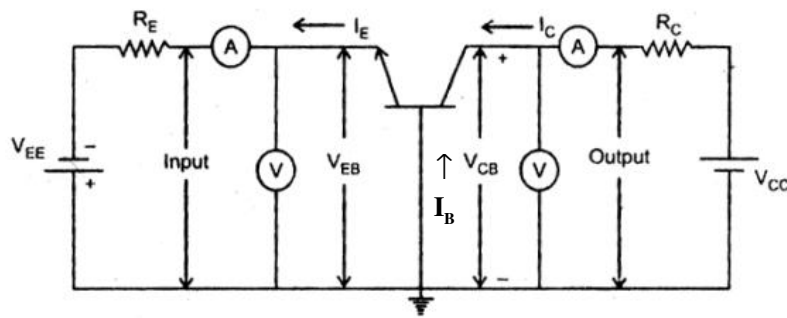 R_E
A
← I_E
← I_C
A
R_C
+
V_EE
−
+
Input
V
V_EB
↑
I_B
V_CB
V
Output
V_CC
−